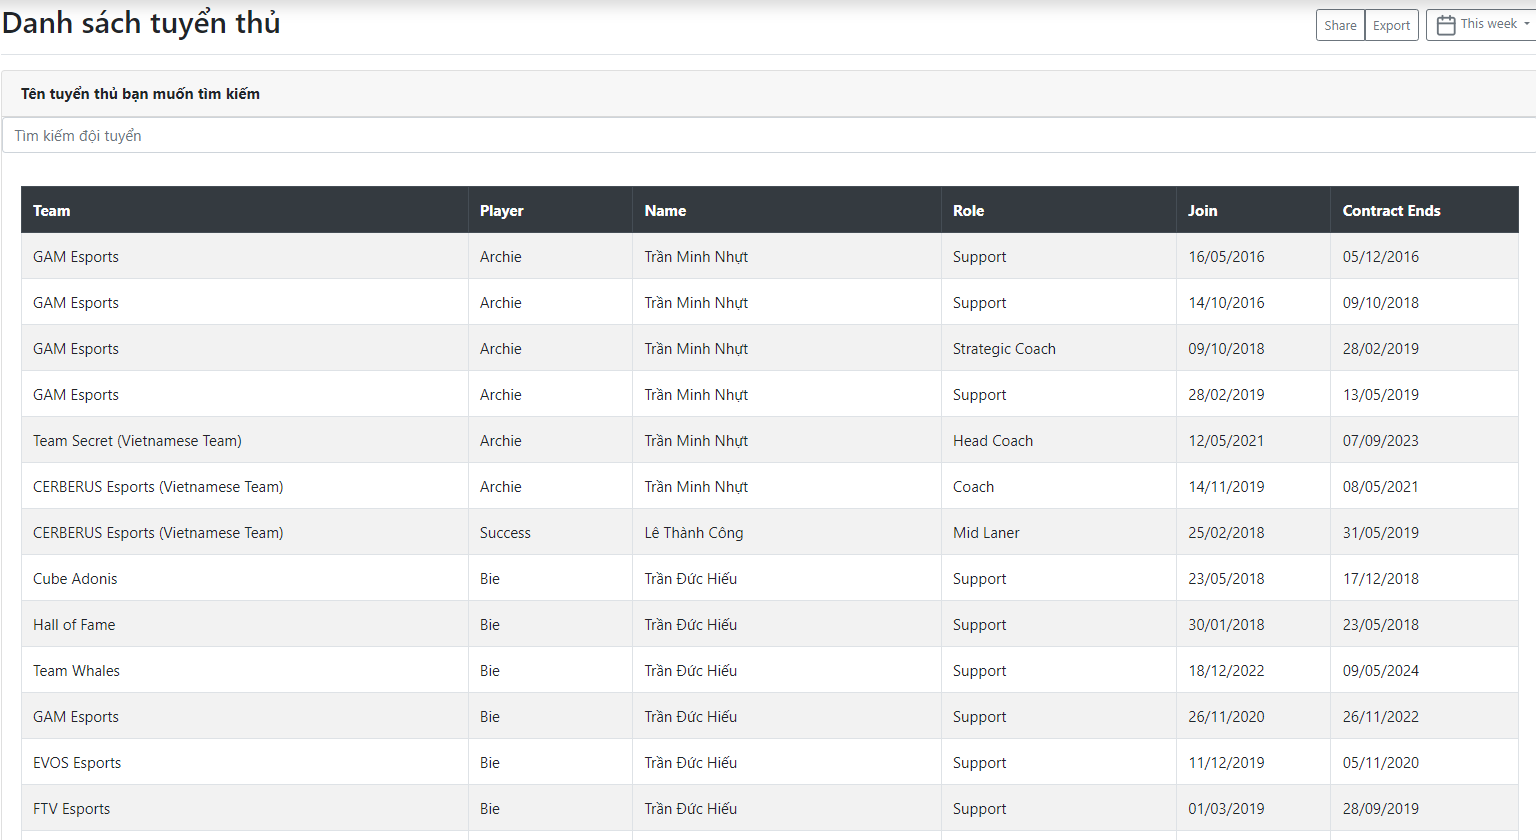 Danh sách tuyển thủ
Share Export This week
Tên tuyển thủ bạn muốn tìm kiếm
Tìm kiếm đội tuyển
Team Player Name Role Join Contract Ends
GAM Esports Archie Trần Minh Nhựt Support 16/05/2016 05/12/2016
GAM Esports Archie Trần Minh Nhựt Support 14/10/2016 09/10/2018
GAM Esports Archie Trần Minh Nhựt Strategic Coach 09/10/2018 28/02/2019
GAM Esports Archie Trần Minh Nhựt Support 28/02/2019 13/05/2019
Team Secret (Vietnamese Team) Archie Trần Minh Nhựt Head Coach 12/05/2021 07/09/2023
CERBERUS Esports (Vietnamese Team) Archie Trần Minh Nhựt Coach 14/11/2019 08/05/2021
CERBERUS Esports (Vietnamese Team) Success Lê Thành Công Mid Laner 25/02/2018 31/05/2019
Cube Adonis Bie Trần Đức Hiếu Support 23/05/2018 17/12/2018
Hall of Fame Bie Trần Đức Hiếu Support 30/01/2018 23/05/2018
Team Whales Bie Trần Đức Hiếu Support 18/12/2022 09/05/2024
GAM Esports Bie Trần Đức Hiếu Support 26/11/2020 26/11/2022
EVOS Esports Bie Trần Đức Hiếu Support 11/12/2019 05/11/2020
FTV Esports Bie Trần Đức Hiếu Support 01/03/2019 28/09/2019